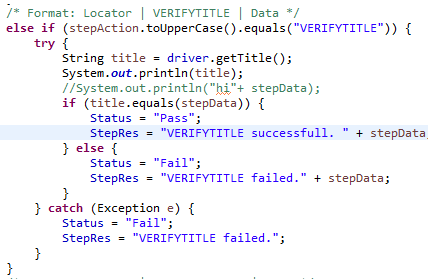 /* Format: Locator | VERIFYTITLE | Data */
else if (stepAction.toUpperCase().equals("VERIFYTITLE")) {
try {
String title = driver.getTitle();
System.out.println(title);
//System.out.println("hi"+ stepData);
if (title.equals(stepData)) {
Status = "Pass";
StepRes = "VERIFYTITLE successfull. " + stepData
} else {
Status = "Fail";
StepRes = "VERIFYTITLE failed." + stepData;
}
} catch (Exception e) {
Status = "Fail";
StepRes = "VERIFYTITLE failed.";
}
}